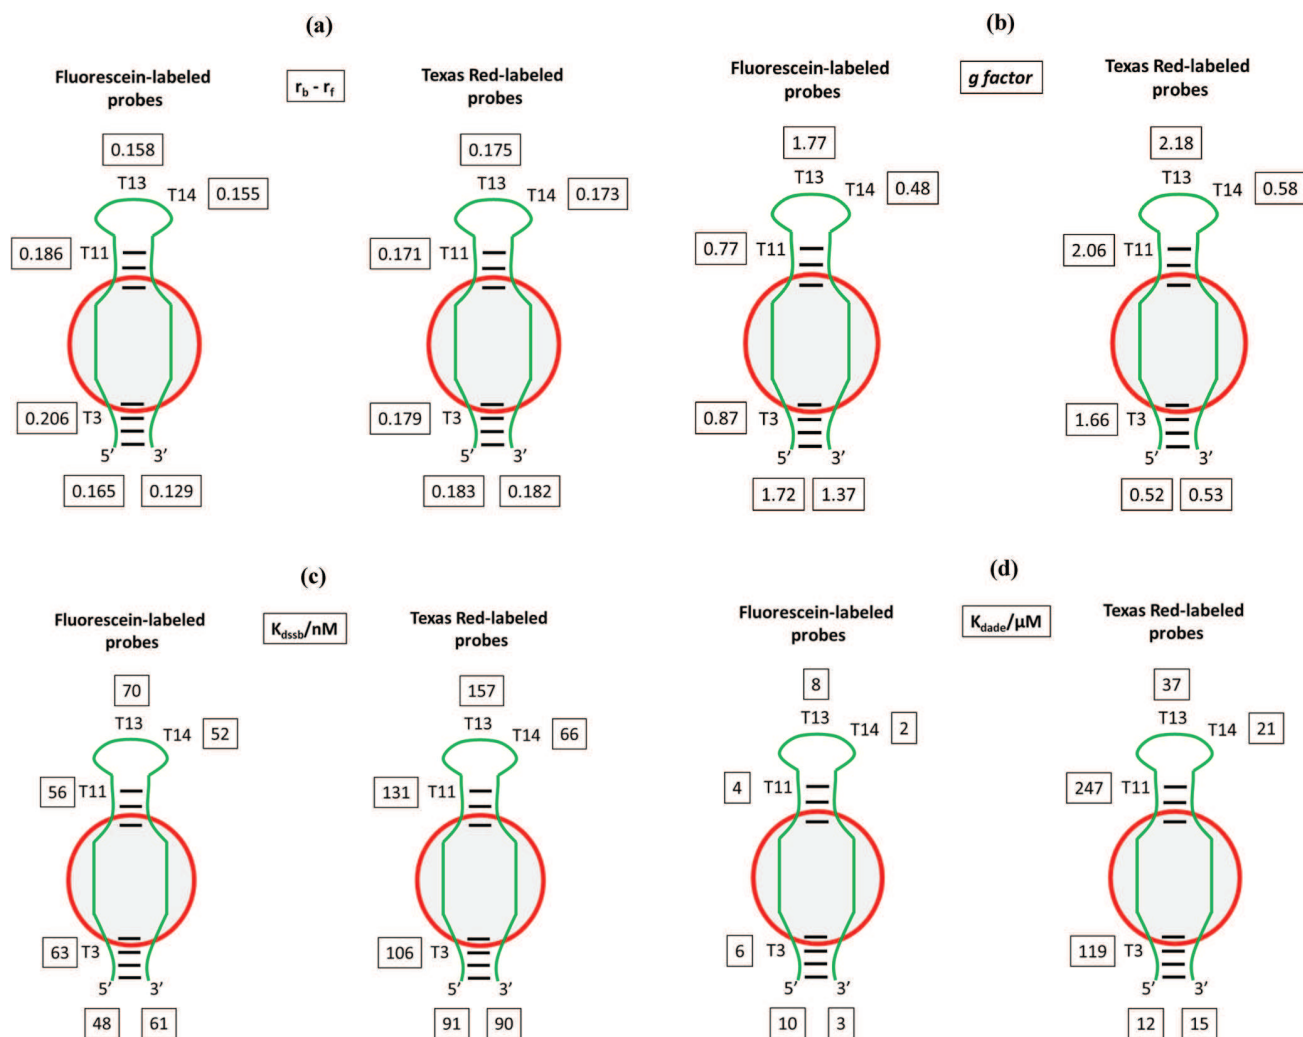 (a)
Fluorescein-labeled
probes
r_b - r_f
Texas Red-labeled
probes
0.158
T13
T14 0.155
0.186 T11
0.206 T3
5’ 3’
0.165 0.129
0.175
T13
T14 0.173
0.171 T11
0.179 T3
5’ 3’
0.183 0.182
(b)
Fluorescein-labeled
probes
g factor
Texas Red-labeled
probes
1.77
T13
T14 0.48
0.77 T11
0.87 T3
5’ 3’
1.72 1.37
2.18
T13
T14 0.58
2.06 T11
1.66 T3
5’ 3’
0.52 0.53
(c)
Fluorescein-labeled
probes
K_dssb/nM
Texas Red-labeled
probes
70
T13
T14 52
56 T11
63 T3
5’ 3’
48 61
157
T13
T14 66
131 T11
106 T3
5’ 3’
91 90
(d)
Fluorescein-labeled
probes
K_dade/μM
Texas Red-labeled
probes
8
T13
T14 2
4 T11
6 T3
5’ 3’
10 3
37
T13
T14 21
247 T11
119 T3
5’ 3’
12 15